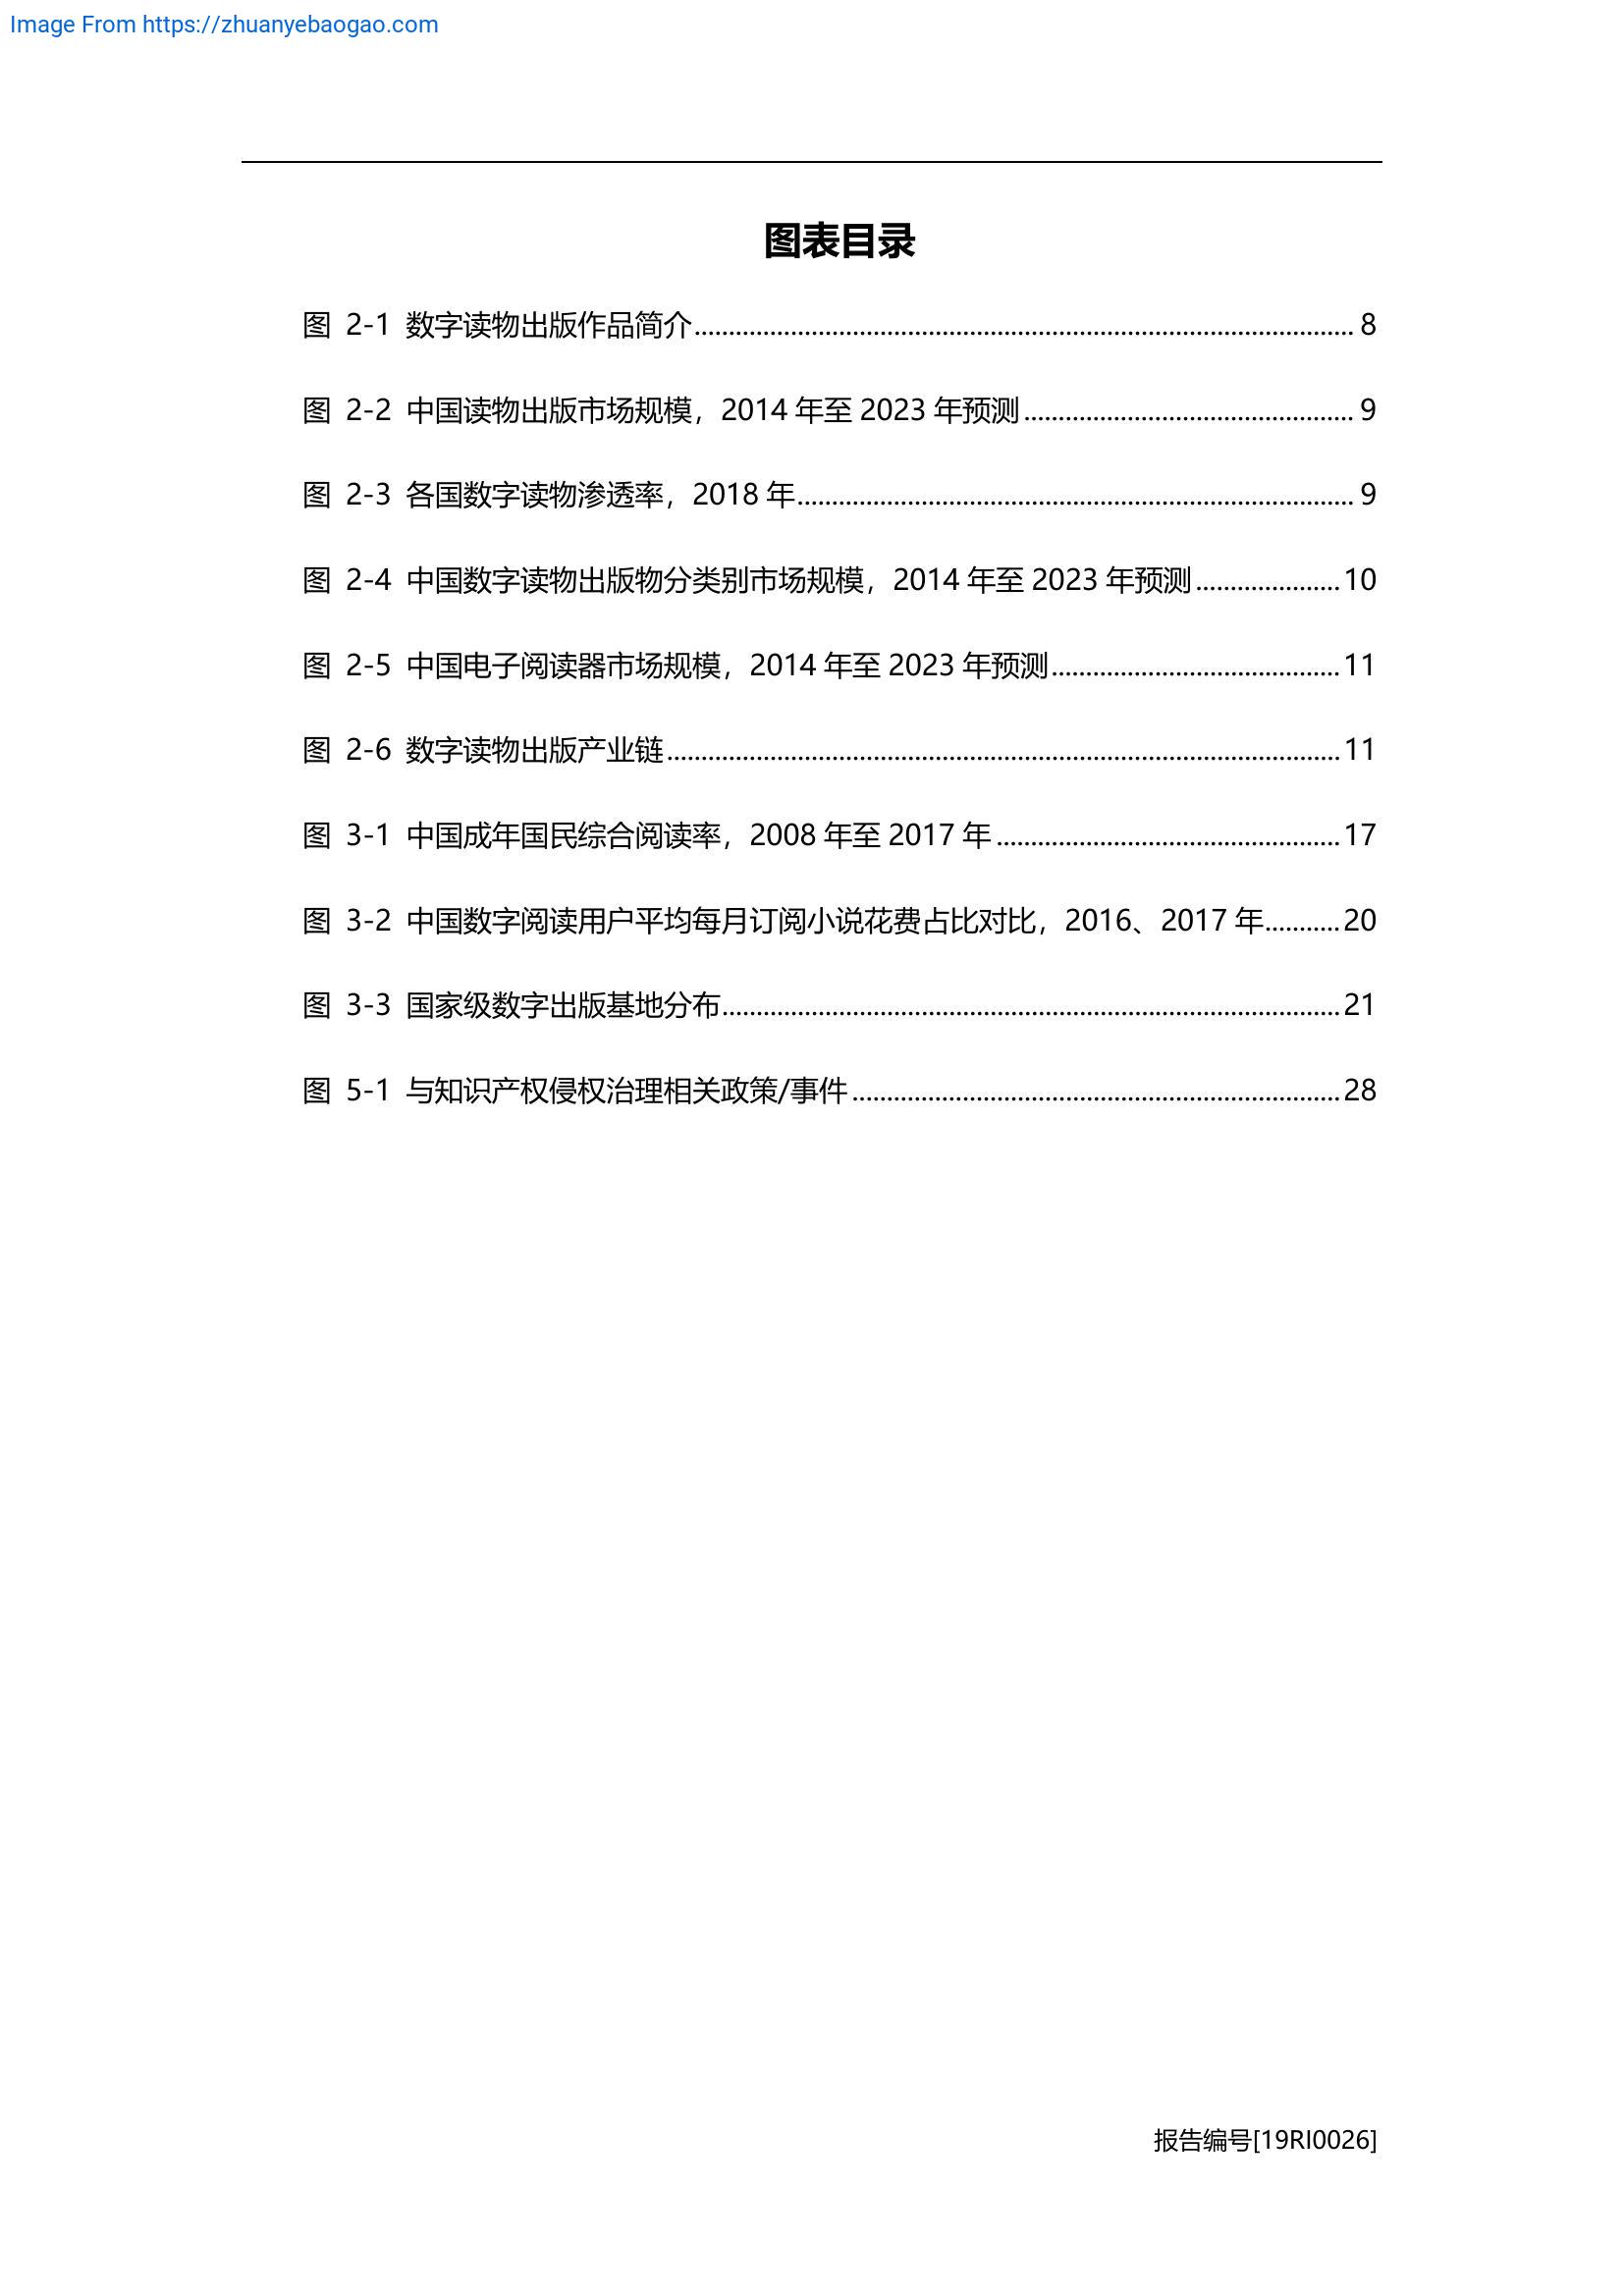 Image From https://zhuanyebaogao.com
图表目录
图 2-1 数字读物出版作品简介........................................ 8
图 2-2 中国读物出版市场规模，2014 年至 2023 年预测........................................ 9
图 2-3 各国数字读物渗透率，2018 年........................................ 9
图 2-4 中国数字读物出版物分类别市场规模，2014 年至 2023 年预测..................... 10
图 2-5 中国电子阅读器市场规模，2014 年至 2023 年预测........................................ 11
图 2-6 数字读物出版产业链........................................ 11
图 3-1 中国成年国民综合阅读率，2008 年至 2017 年........................................ 17
图 3-2 中国数字阅读用户平均每月订阅小说花费占比对比，2016、2017 年........... 20
图 3-3 国家级数字出版基地分布........................................ 21
图 5-1 与知识产权侵权治理相关政策/事件........................................ 28
报告编号[19RI0026]